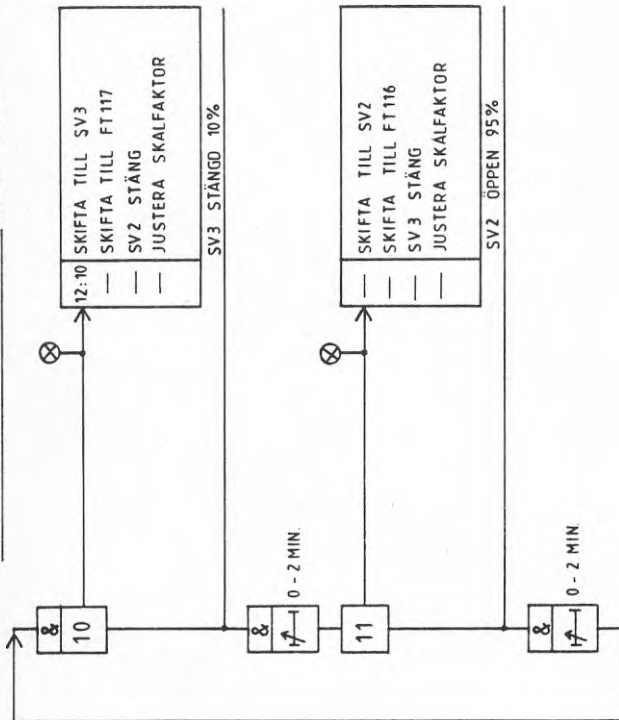 &
10
12:10 SKIFTA TILL SV3
— SKIFTA TILL FT117
— SV2 STÄNG
— JUSTERA SKALFAKTOR
SV3 STÄNGD 10%
&
0 - 2 MIN.
11
— SKIFTA TILL SV2
— SKIFTA TILL FT116
— SV3 STÄNG
— JUSTERA SKALFAKTOR
SV2 ÖPPEN 95%
&
0 - 2 MIN.